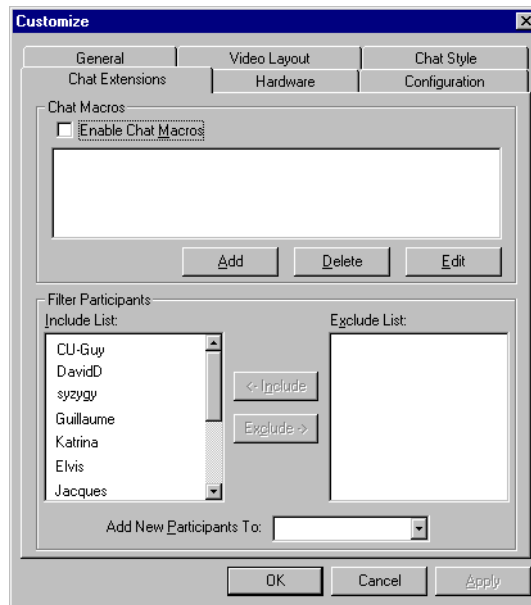 Customize
General Video Layout Chat Style
Chat Extensions Hardware Configuration
Chat Macros
Enable Chat Macros
Add Delete Edit
Filter Participants
Include List: Exclude List:
CU-Guy
DavidD
syzygy
<- Include
Guillaume
Exclude ->
Katrina
Elvis
Jacques
Add New Participants To:
OK Cancel Apply